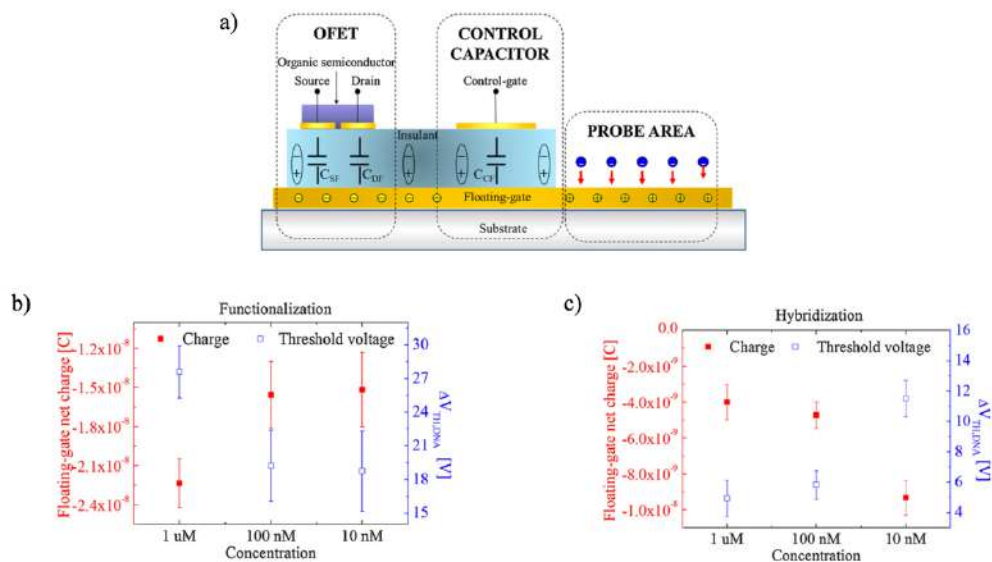 a)
OFET
CONTROL
CAPACITOR
Organic semiconductor
Source Drain
Control-gate
PROBE AREA
Insulant
C_SF C_DF C_CF
Floating-gate
Substrate
b)
Functionalization
Charge Threshold voltage
Floating-gate net charge [C]
-1.2x10⁻⁸
-1.5x10⁻⁸
-1.8x10⁻⁸
-2.1x10⁻⁸
-2.4x10⁻⁸
30
27
24
21
18
15
ΔV_TH,DNA [V]
1 uM 100 nM 10 nM
Concentration
c)
Hybridization
Charge Threshold voltage
Floating-gate net charge [C]
0.0
-2.0x10⁻⁹
-4.0x10⁻⁹
-6.0x10⁻⁹
-8.0x10⁻⁹
-1.0x10⁻⁸
16
14
12
10
8
6
4
ΔV_TH,DNA [V]
1 uM 100 nM 10 nM
Concentration